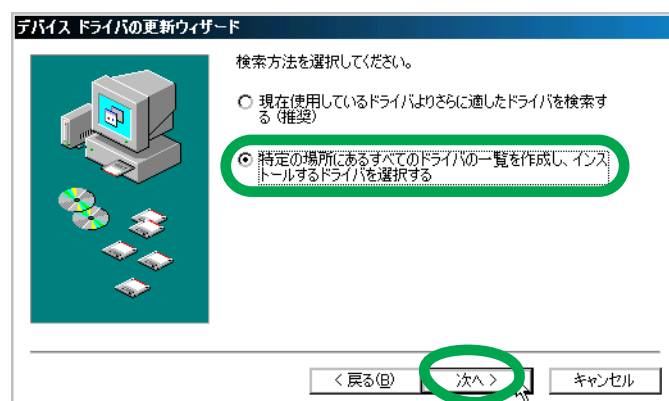 デバイス ドライバの更新ウィザード
検索方法を選択してください。
現在使用しているドライバよりさらに適したドライバを検索す
る (推奨)
特定の場所にあるすべてのドライバの一覧を作成し、インス
トールするドライバを選択する
< 戻る(B)
次へ >
キャンセル